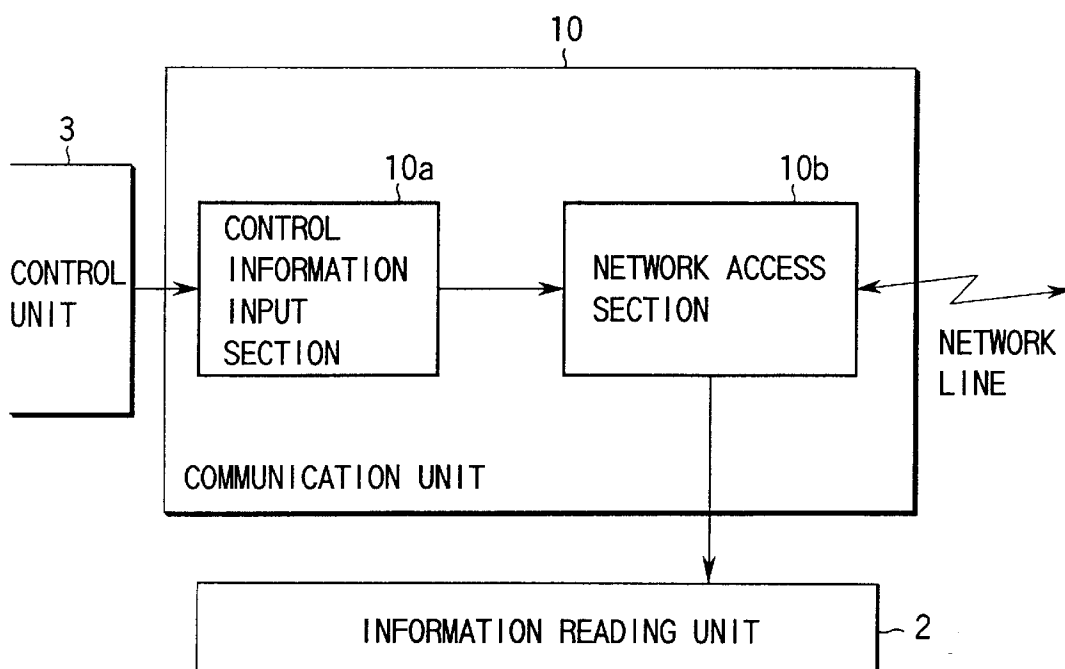 10
3
10a
10b
CONTROL
UNIT
CONTROL
INFORMATION
INPUT
SECTION
NETWORK ACCESS
SECTION
NETWORK
LINE
COMMUNICATION UNIT
INFORMATION READING UNIT
2